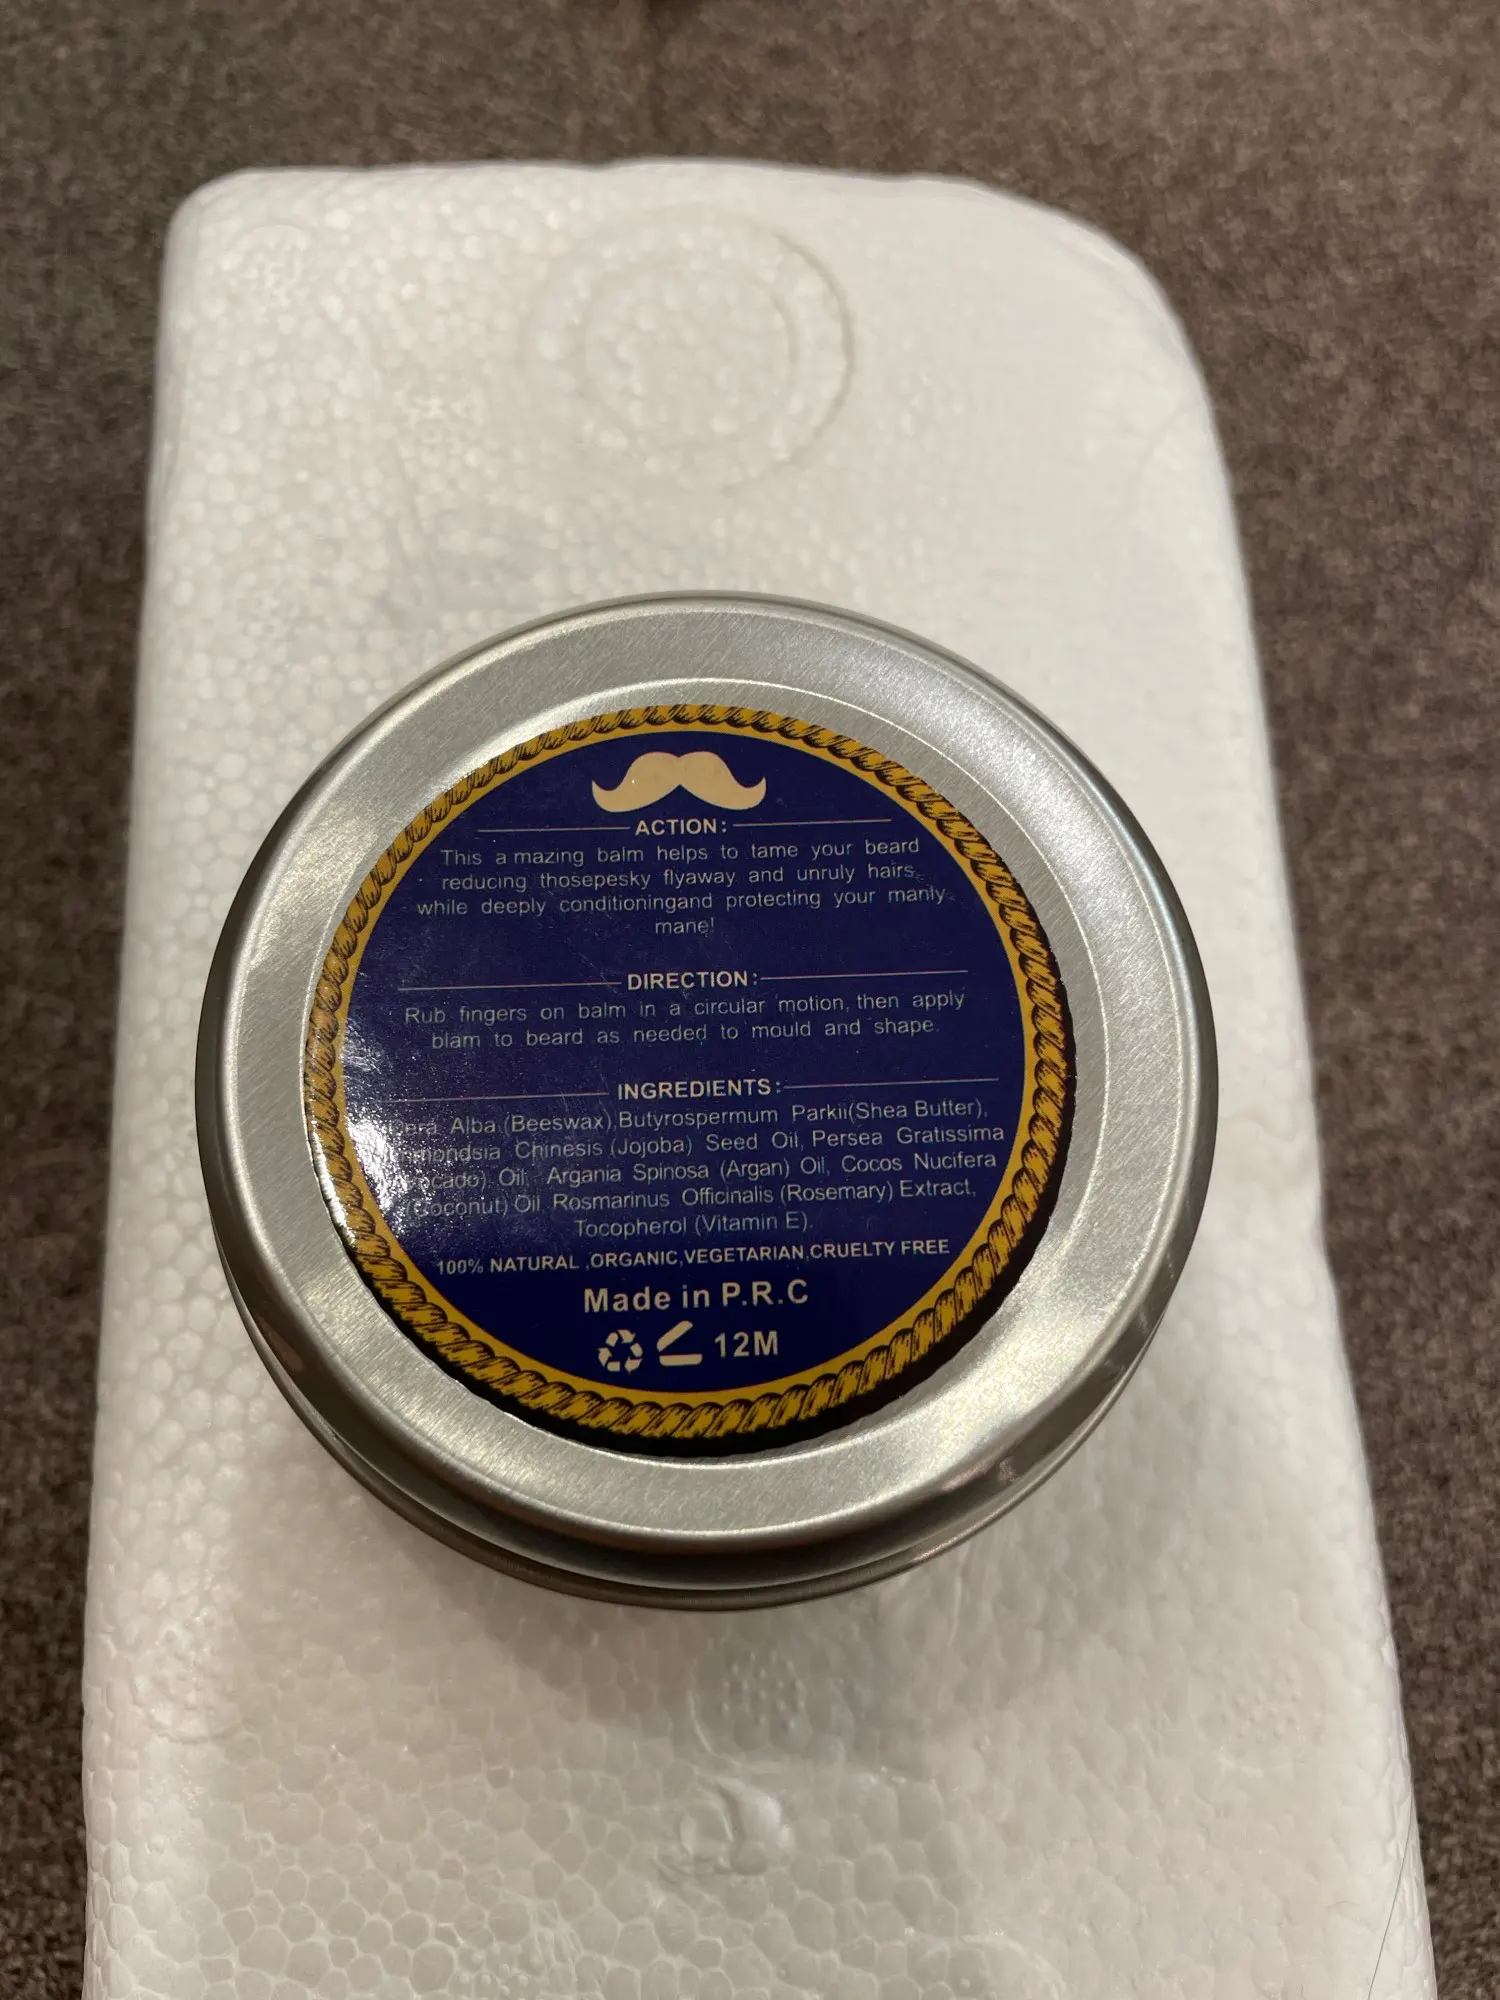 ACTION:
This a mazing balm helps to tame your beard
reducing thosepesky flyaway and unruly hairs,
while deeply conditioningand protecting your manly
mane!
DIRECTION:
Rub fingers on balm in a circular motion, then apply
blam to beard as needed to mould and shape.
INGREDIENTS:
Alba (Beeswax),Butyrospermum Parkii(Shea Butter),
Chinesis (Jojoba) Seed Oil, Persea Gratissima
Oil, Argania Spinosa (Argan) Oil, Cocos Nucifera
(Coconut) Oil Rosmarinus Officinalis (Rosemary) Extract,
Tocopherol (Vitamin E).
100% NATURAL ,ORGANIC,VEGETARIAN,CRUELTY FREE
Made in P.R.C
12M